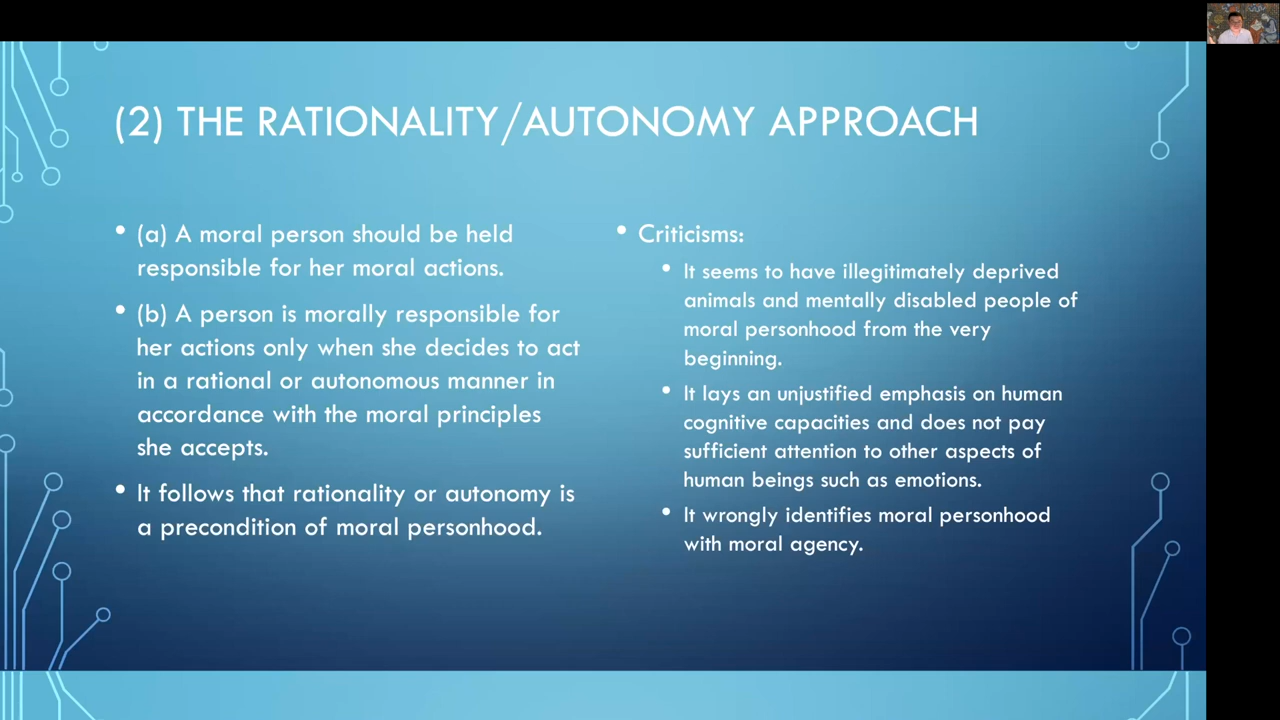 (2) THE RATIONALITY/AUTONOMY APPROACH
• (a) A moral person should be held
responsible for her moral actions.
• (b) A person is morally responsible for
her actions only when she decides to act
in a rational or autonomous manner in
accordance with the moral principles
she accepts.
• It follows that rationality or autonomy is
a precondition of moral personhood.
• Criticisms:
• It seems to have illegitimately deprived
animals and mentally disabled people of
moral personhood from the very
beginning.
• It lays an unjustified emphasis on human
cognitive capacities and does not pay
sufficient attention to other aspects of
human beings such as emotions.
• It wrongly identifies moral personhood
with moral agency.